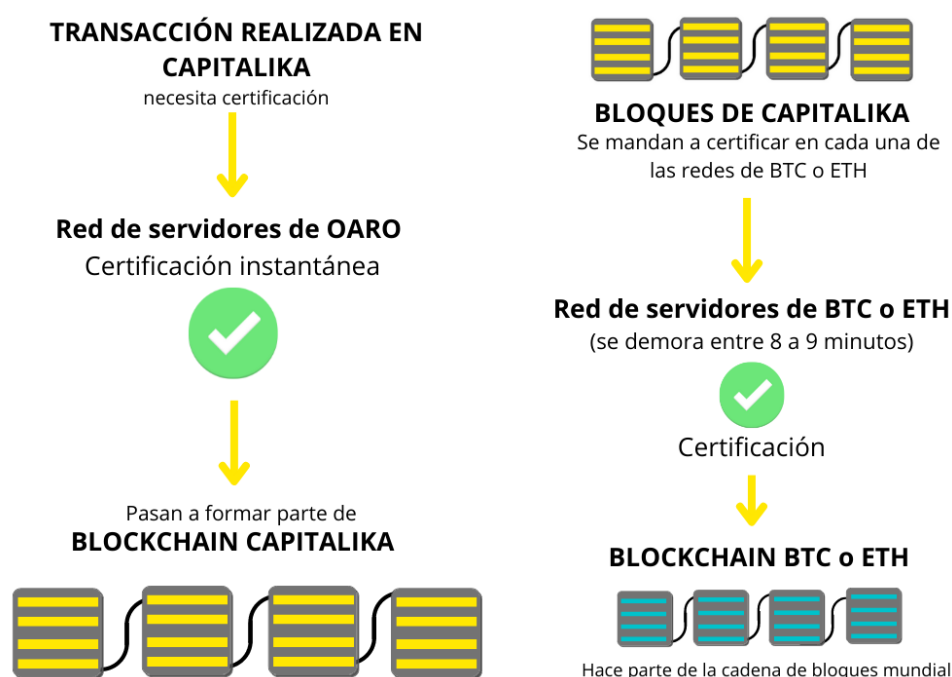 TRANSACCIÓN REALIZADA EN
CAPITALIKA
necesita certificación
Red de servidores de OARO
Certificación instantánea
Pasan a formar parte de
BLOCKCHAIN CAPITALIKA
BLOQUES DE CAPITALIKA
Se mandan a certificar en cada una de
las redes de BTC o ETH
Red de servidores de BTC o ETH
(se demora entre 8 a 9 minutos)
Certificación
BLOCKCHAIN BTC o ETH
Hace parte de la cadena de bloques mundial